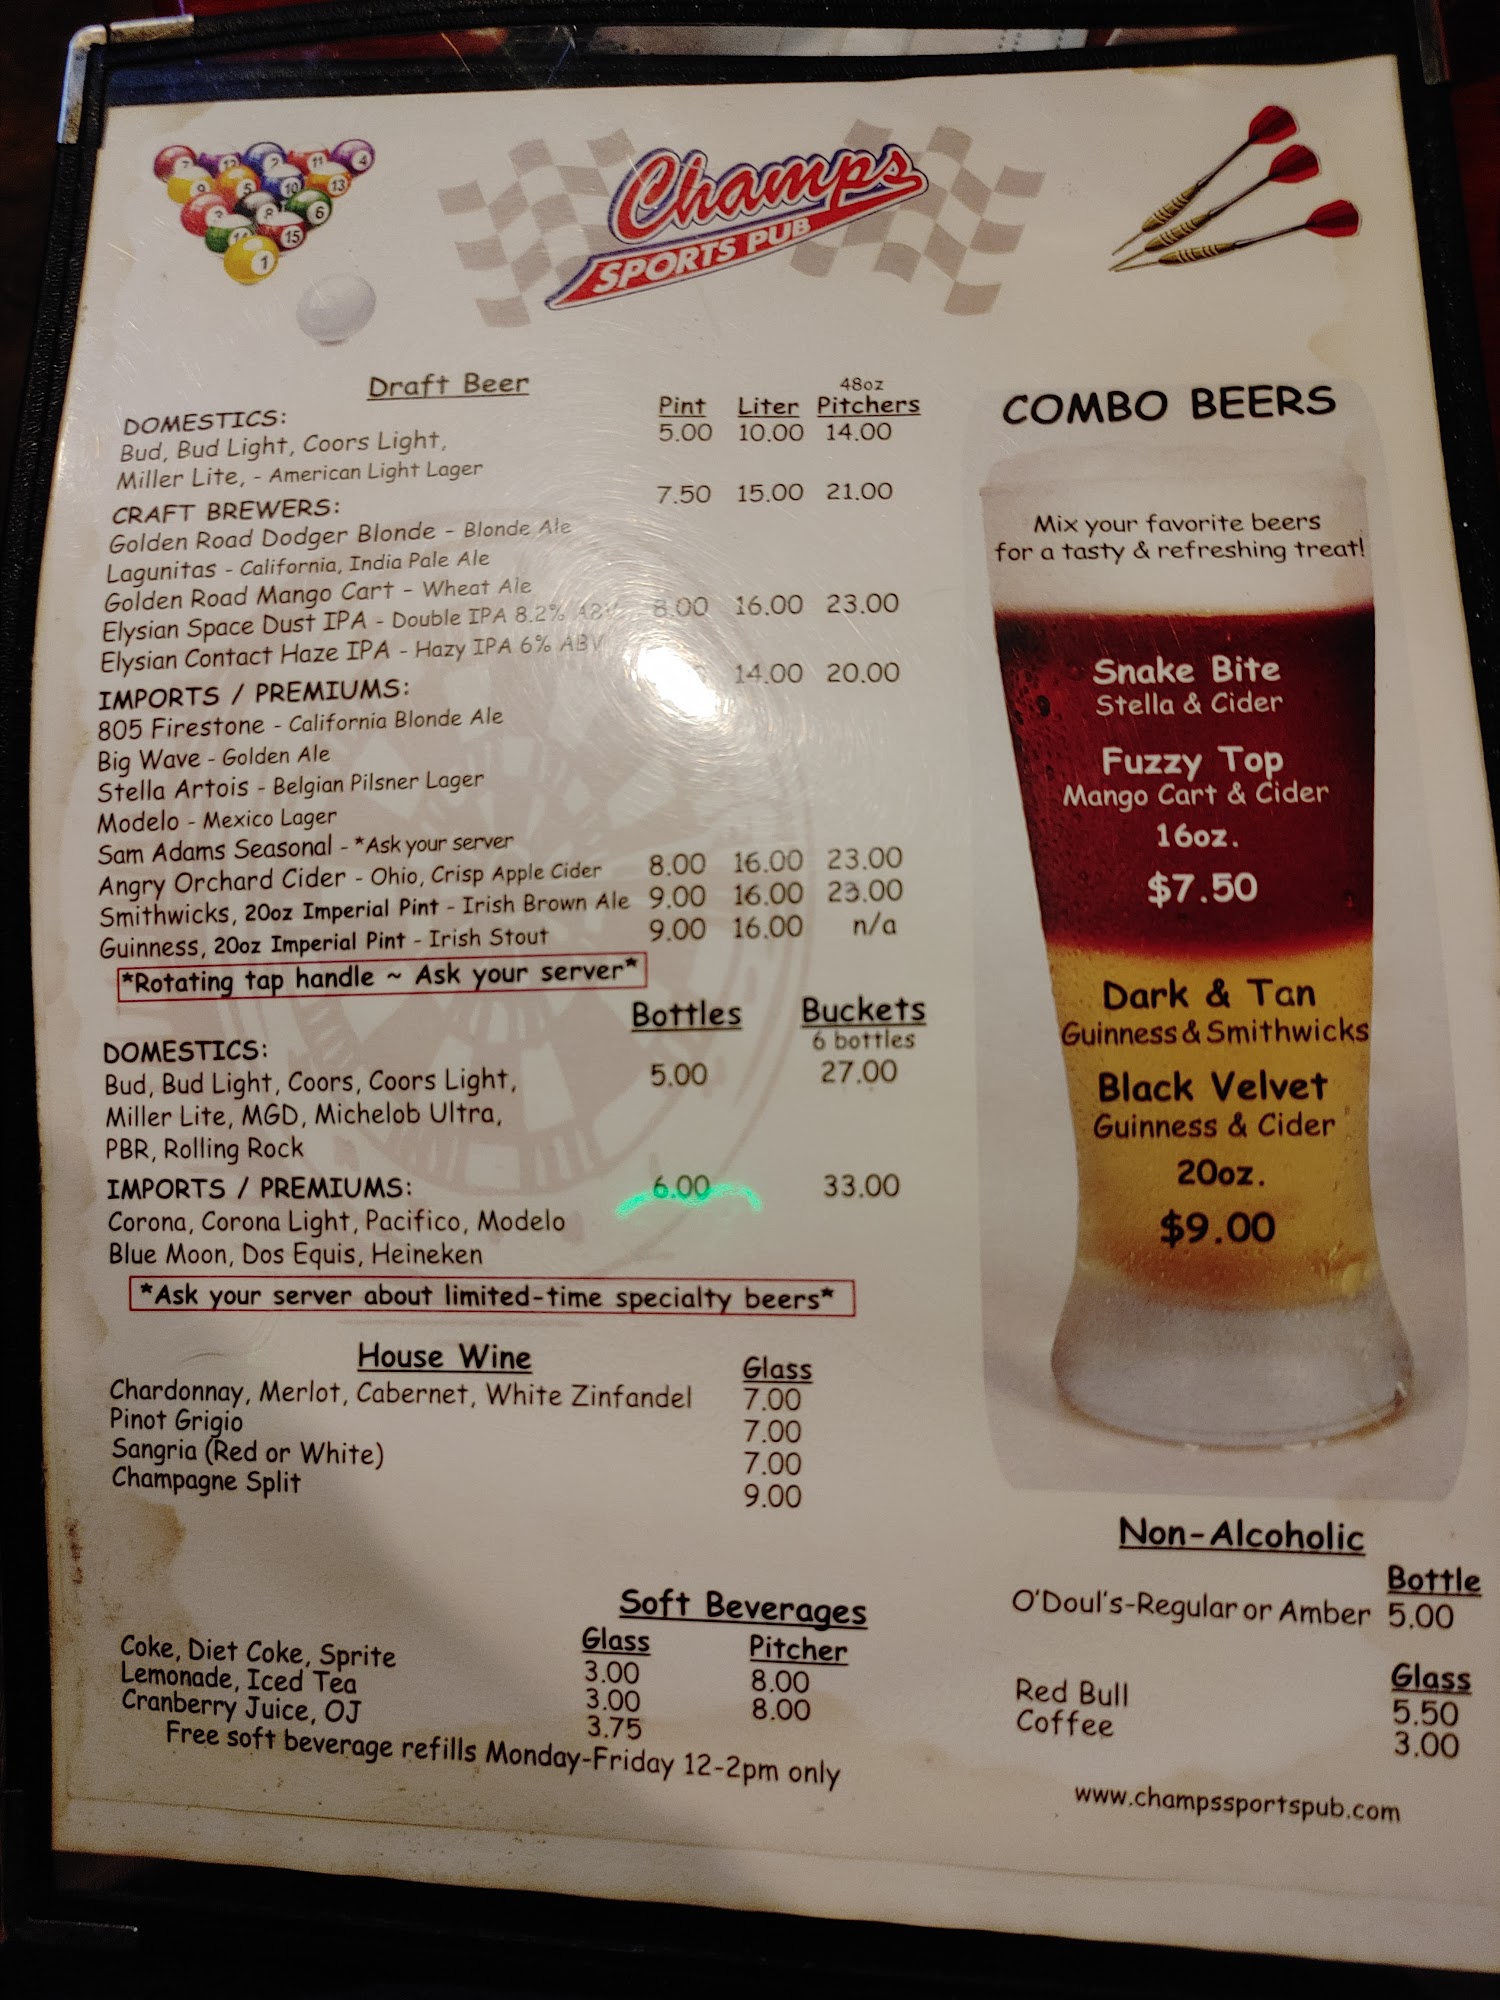 Champs
SPORTS PUB
Draft Beer
48oz
Pint Liter Pitchers
DOMESTICS: 5.00 10.00 14.00
Bud, Bud Light, Coors Light,
Miller Lite, - American Light Lager
CRAFT BREWERS: 7.50 15.00 21.00
Golden Road Dodger Blonde - Blonde Ale
Lagunitas - California, India Pale Ale
Golden Road Mango Cart - Wheat Ale
Elysian Space Dust IPA - Double IPA 8.2% ABV 8.00 16.00 23.00
Elysian Contact Haze IPA - Hazy IPA 6% ABV
IMPORTS / PREMIUMS: 14.00 20.00
805 Firestone - California Blonde Ale
Big Wave - Golden Ale
Stella Artois - Belgian Pilsner Lager
Modelo - Mexico Lager
Sam Adams Seasonal - *Ask your server
Angry Orchard Cider - Ohio, Crisp Apple Cider 8.00 16.00 23.00
Smithwicks, 20oz Imperial Pint - Irish Brown Ale 9.00 16.00 23.00
Guinness, 20oz Imperial Pint - Irish Stout 9.00 16.00 n/a
*Rotating tap handle ~ Ask your server*
Bottles Buckets
6 bottles
DOMESTICS: 5.00 27.00
Bud, Bud Light, Coors, Coors Light,
Miller Lite, MGD, Michelob Ultra,
PBR, Rolling Rock
IMPORTS / PREMIUMS: 6.00 33.00
Corona, Corona Light, Pacifico, Modelo
Blue Moon, Dos Equis, Heineken
*Ask your server about limited-time specialty beers*
House Wine Glass
Chardonnay, Merlot, Cabernet, White Zinfandel 7.00
Pinot Grigio 7.00
Sangria (Red or White) 7.00
Champagne Split 9.00
Soft Beverages
Glass Pitcher
Coke, Diet Coke, Sprite 3.00 8.00
Lemonade, Iced Tea 3.00 8.00
Cranberry Juice, OJ 3.75
Free soft beverage refills Monday-Friday 12-2pm only
COMBO BEERS
Mix your favorite beers
for a tasty & refreshing treat!
Snake Bite
Stella & Cider
Fuzzy Top
Mango Cart & Cider
16oz.
$7.50
Dark & Tan
Guinness & Smithwicks
Black Velvet
Guinness & Cider
20oz.
$9.00
Non-Alcoholic
Bottle
O'Doul's-Regular or Amber 5.00
Glass
Red Bull 5.50
Coffee 3.00
www.champssportspub.com